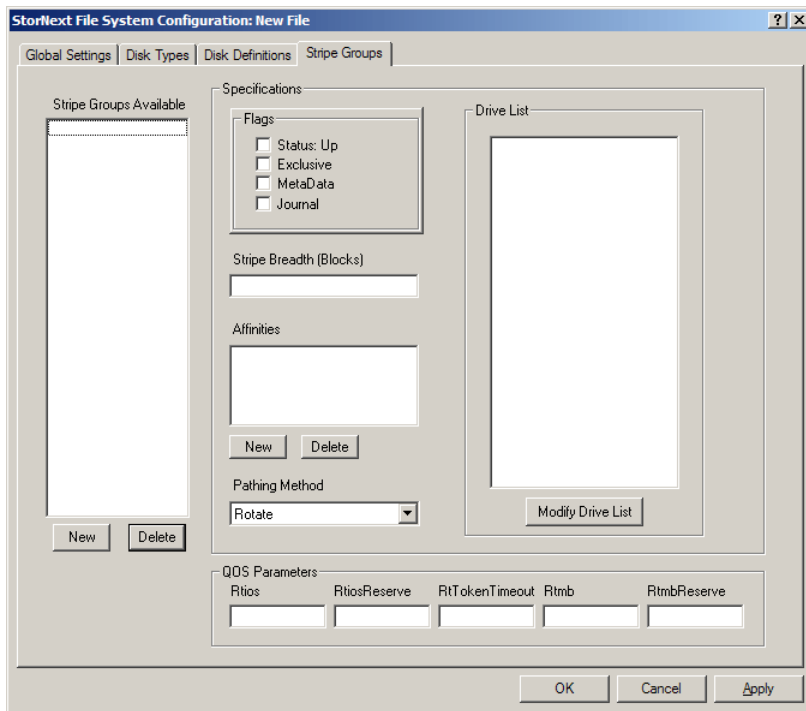 StorNext File System Configuration: New File
Global Settings Disk Types Disk Definitions Stripe Groups
Stripe Groups Available
New Delete
Specifications
Flags
Status: Up
Exclusive
MetaData
Journal
Stripe Breadth (Blocks)
Affinities
New Delete
Pathing Method
Rotate
Drive List
Modify Drive List
QOS Parameters
Rtios RtiosReserve RtTokenTimeout Rtmb RtmbReserve
OK Cancel Apply